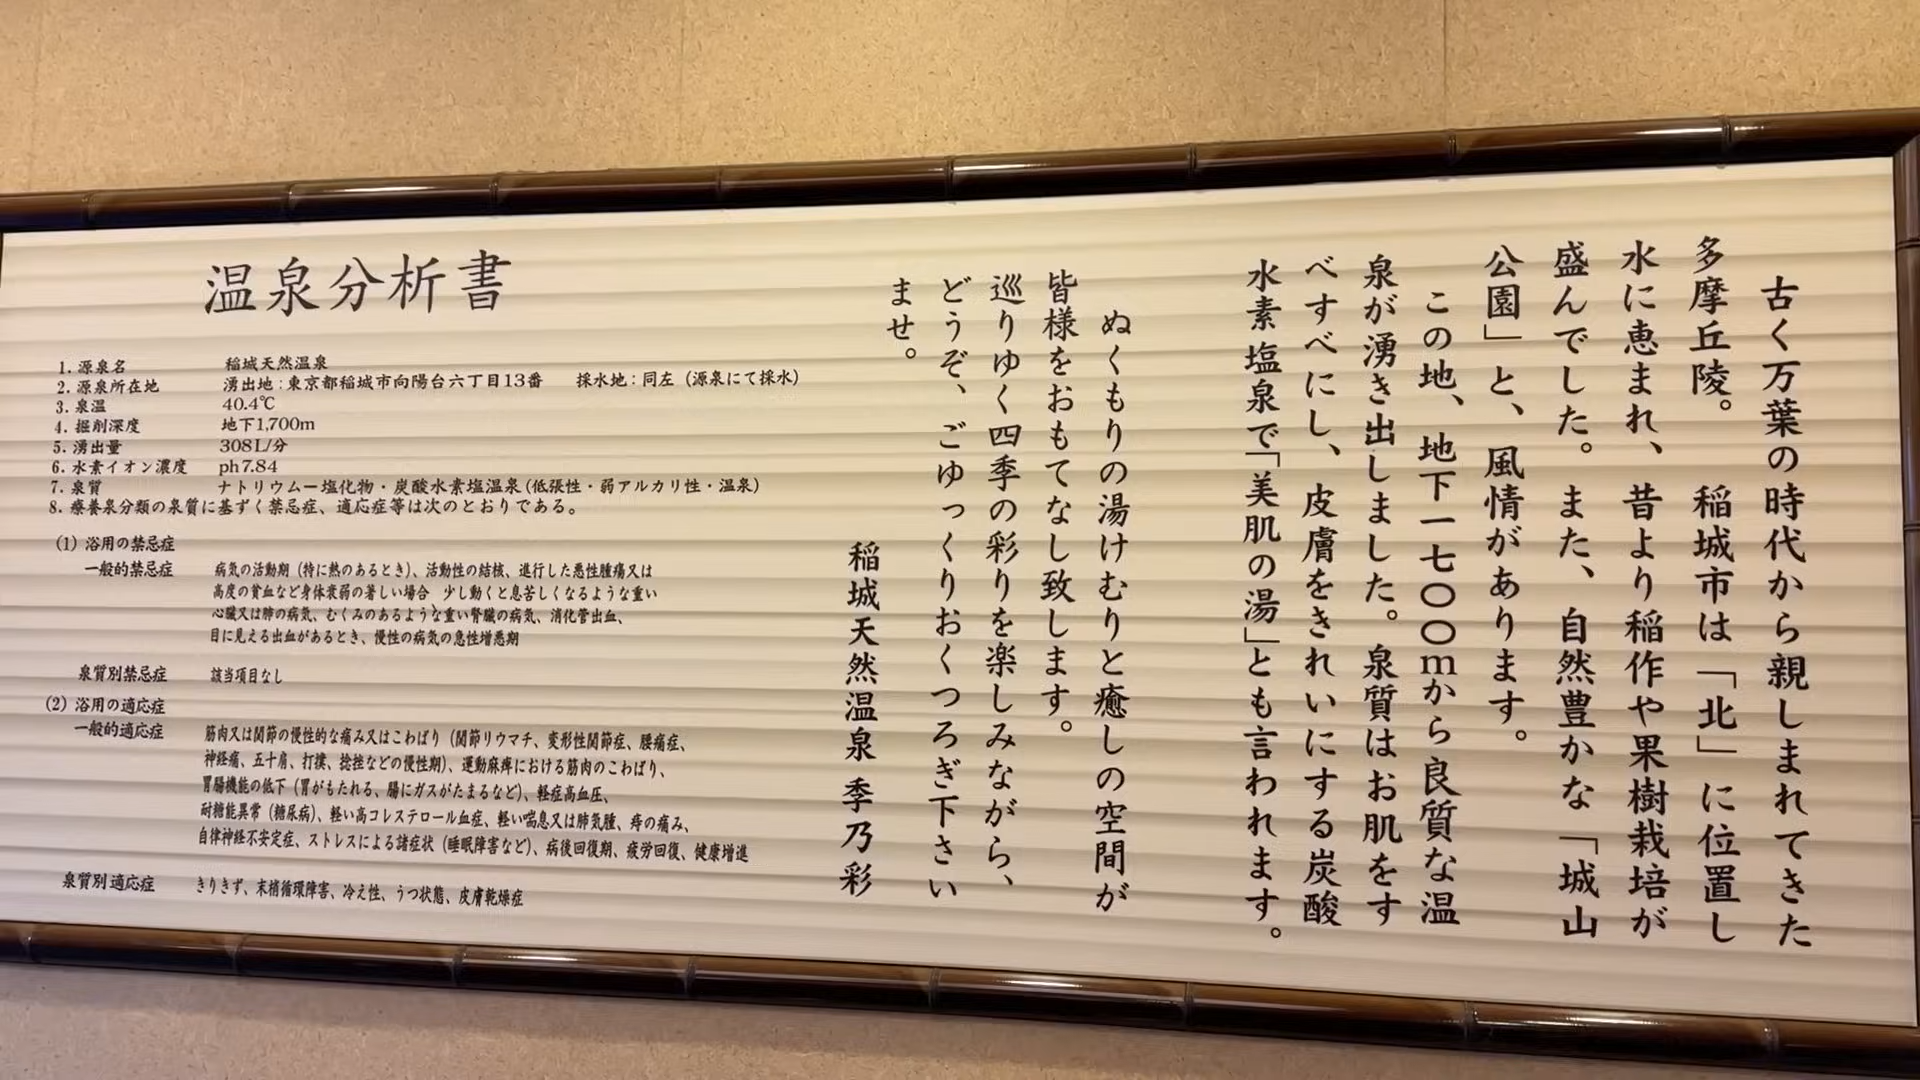 古く万葉の時代から親しまれてきた
多摩丘陵。 稲城市は「北」に位置し
水に恵まれ、昔より稲作や果樹栽培が
盛んでした。また、自然豊かな「城山
公園」と、風情があります。
この地、地下一七〇〇mから良質な温
泉が湧き出しました。泉質はお肌をす
べすべにし、皮膚をきれいにする炭酸
水素塩泉で「美肌の湯」とも言われます。
ぬくもりの湯けむりと癒しの空間が
皆様をおもてなし致します。
巡りゆく四季の彩りを楽しみながら、
どうぞ、ごゆっくりおくつろぎ下さい
ませ。
稲城天然温泉 季乃彩
温泉分析書
1. 源泉名 稲城天然温泉
2. 源泉所在地 湧出地:東京都稲城市向陽台六丁目13番 採水地:同左(源泉にて採水)
3. 泉温 40.4℃
4. 掘削深度 地下1,700m
5. 湧出量 308L/分
6. 水素イオン濃度 ph7.84
7. 泉質 ナトリウムー塩化物・炭酸水素塩温泉(低張性・弱アルカリ性・温泉)
8. 療養泉分類の泉質に基ずく禁忌症、適応症等は次のとおりである。
(1) 浴用の禁忌症
一般的禁忌症 病気の活動期(特に熱のあるとき)、活動性の結核、進行した悪性腫瘍又は
高度の貧血など身体衰弱の著しい場合 少し動くと息苦しくなるような重い
心臓又は肺の病気、むくみのあるような重い腎臓の病気、消化管出血、
目に見える出血があるとき、慢性の病気の急性増悪期
泉質別禁忌症 該当項目なし
(2) 浴用の適応症
一般的適応症 筋肉又は関節の慢性的な痛み又はこわばり(関節リウマチ、変形性関節症、腰痛症、
神経痛、五十肩、打撲、捻挫などの慢性期)、運動麻痺における筋肉のこわばり、
胃腸機能の低下(胃がもたれる、腸にガスがたまるなど)、軽症高血圧、
耐糖能異常(糖尿病)、軽い高コレステロール血症、軽い喘息又は肺気腫、痔の痛み、
自律神経不安定症、ストレスによる諸症状(睡眠障害など)、病後回復期、疲労回復、健康増進
泉質別適応症 きりきず、末梢循環障害、冷え性、うつ状態、皮膚乾燥症